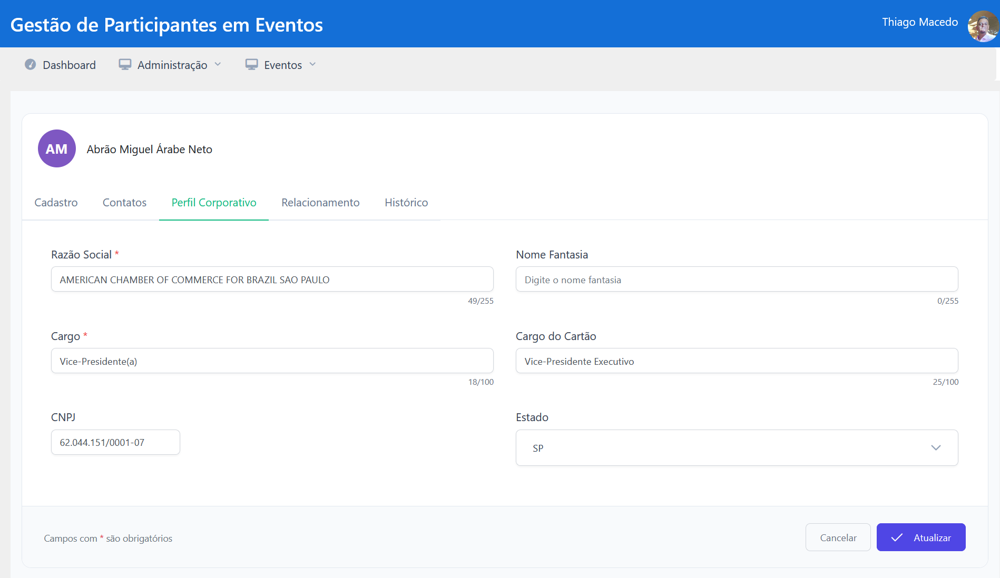 Gestão de Participantes em Eventos
Thiago Macedo
Dashboard
Administração
Eventos
AM
Abrão Miguel Árabe Neto
Cadastro
Contatos
Perfil Corporativo
Relacionamento
Histórico
Razão Social *
AMERICAN CHAMBER OF COMMERCE FOR BRAZIL SAO PAULO
49/255
Nome Fantasia
Digite o nome fantasia
0/255
Cargo *
Vice-Presidente(a)
18/100
Cargo do Cartão
Vice-Presidente Executivo
25/100
CNPJ
62.044.151/0001-07
Estado
SP
Campos com * são obrigatórios
Cancelar
Atualizar